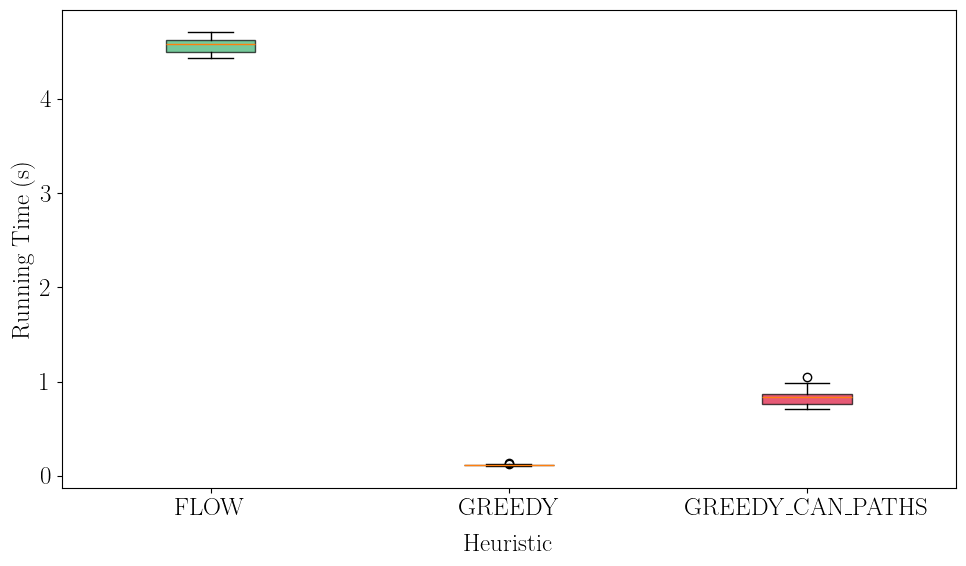 Running Time (s)
4
3
2
1
0
FLOW
GREEDY
GREEDY_CAN_PATHS
Heuristic